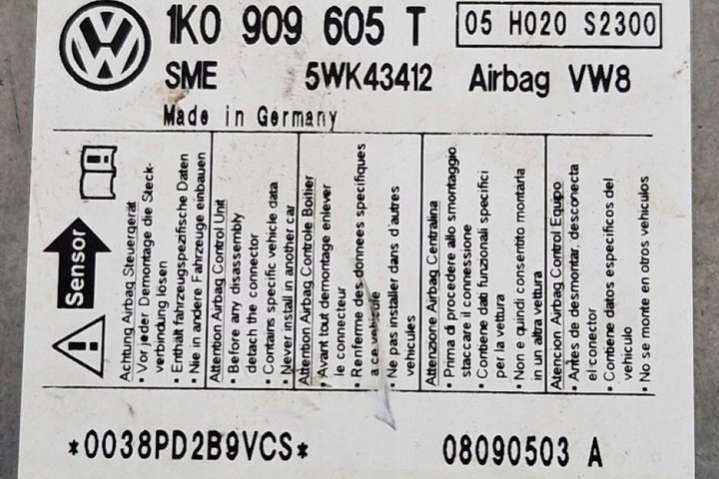 1K0 909 605 T
05 H020 S2300
SME 5WK43412 Airbag VW8
Made in Germany
Sensor
Achtung Airbag Steuergerät
• Vor jeder Demontage die Steck-
verbindung lösen
• Enthält fahrzeugspezifische Daten
• Nie in andere Fahrzeuge einbauen
Attention Airbag Control Unit
• Before any disassembly
detach the connector
• Contains specific vehicle data
• Never install in another car
Attention Airbag Controle Boitier
• Avant tout demontage enlever
le connecteur
• Renferme des donnees specifiques
a ce vehicule
• Ne pas installer dans d'autres
vehicules
Attenzione Airbag Centralina
• Prima di procedere allo smontaggio
staccare il connessione
• Contiene dati funzionali specifici
per la vettura
• Non e quindi consentito montarla
in un altra vettura
Atencion Airbag Control Equipo
• Antes de desmontar, desconecta
el conector
• Contiene datos especificos del
vehiculo
• No se monte en otros vehiculos
*0038PD2B9VCS*
08090503 A